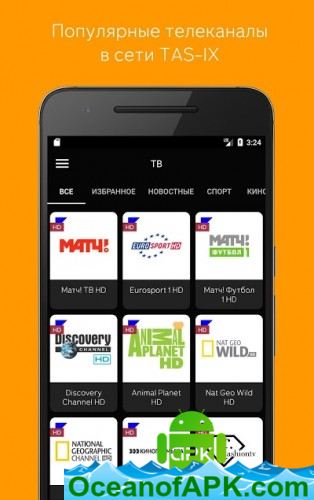 Популярные телеканалы
в сети TAS-IX
3:24
ТВ
ВСЕ ИЗБРАННОЕ НОВОСТНЫЕ СПОРТ КИНО
HD HD HD
МАТЧ! EUROSPORT HD МАТЧ! ФУТБОЛ 1
Матч! ТВ HD Eurosport 1 HD Матч! Футбол 1 HD
HD HD HD
Discovery CHANNEL HD ANIMAL PLANET HD NAT GEO WILD HD
Discovery Channel HD Animal Planet HD Nat Geo Wild HD
HD
NATIONAL GEOGRAPHIC CHANNEL HD fashiontv
APK
OceanofAPK.com